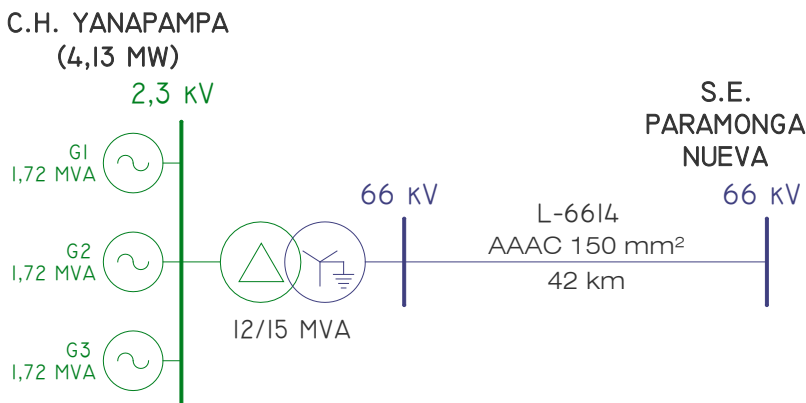 C.H. YANAPAMPA
(4,13 MW)
2,3 kV
G1
1,72 MVA
G2
1,72 MVA
G3
1,72 MVA
12/15 MVA
66 kV
L-6614
AAAC 150 mm²
42 km
S.E.
PARAMONGA
NUEVA
66 kV